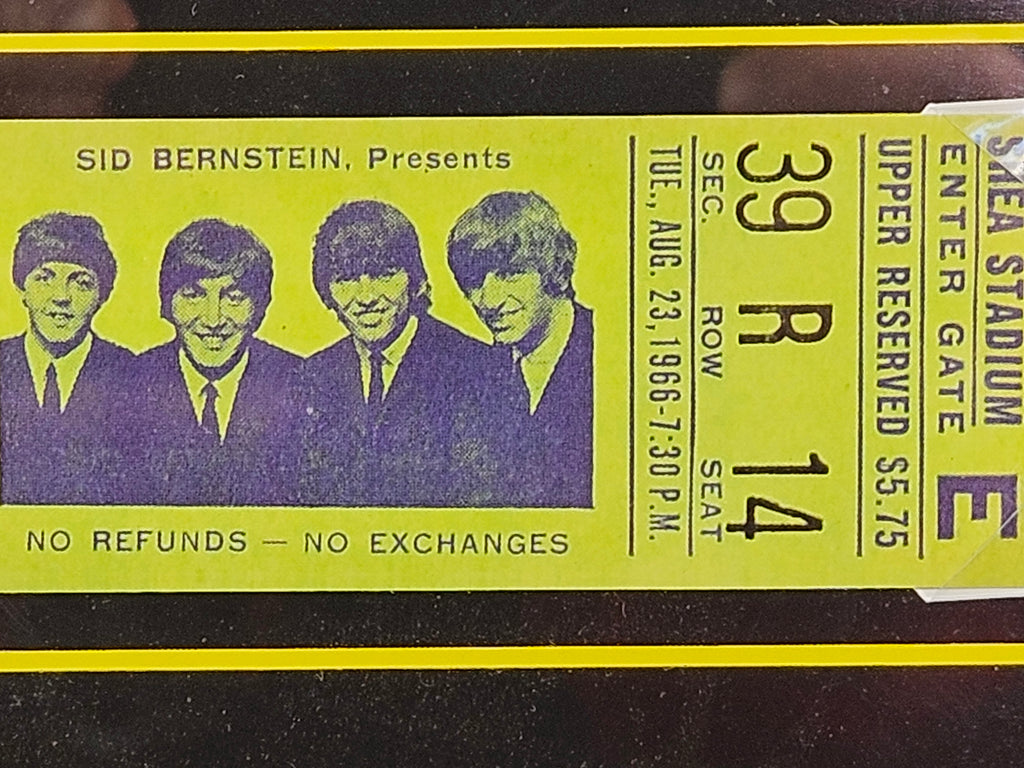 SID BERNSTEIN, Presents
NO REFUNDS — NO EXCHANGES
SHEA STADIUM
ENTER GATE E
UPPER RESERVED $5.75
39 R 14
SEC. ROW SEAT
TUE., AUG. 23, 1966-7:30 P.M.